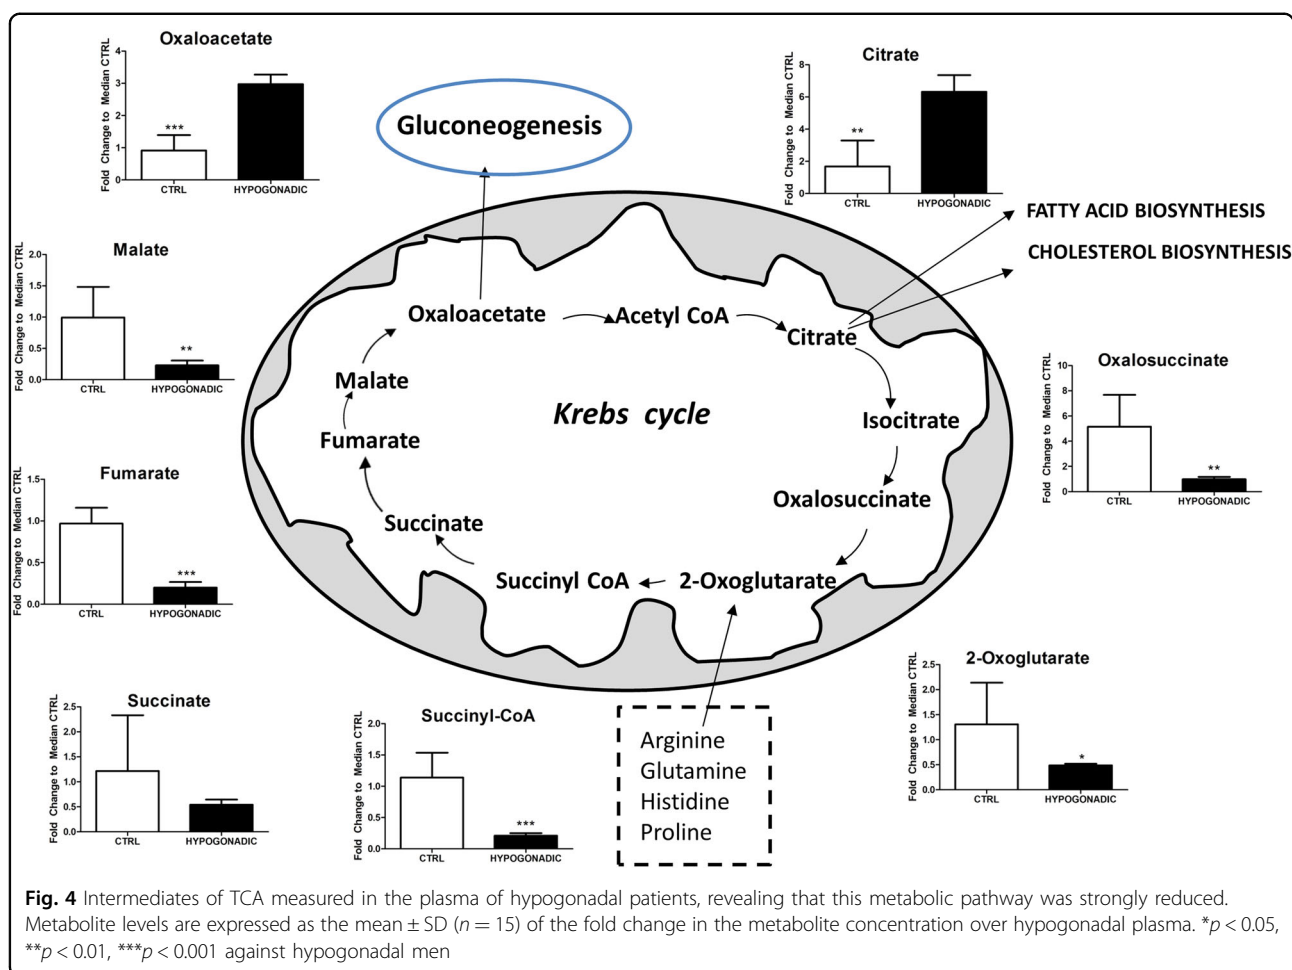 Oxaloacetate
Fold Change to Median CTRL
4
3
2
1
0
***
CTRL
HYPOGONADIC
Gluconeogenesis
Citrate
Fold Change to Median CTRL
8
6
4
2
0
**
CTRL
HYPOGONADIC
FATTY ACID BIOSYNTHESIS
CHOLESTEROL BIOSYNTHESIS
Malate
Fold Change to Median CTRL
2.0
1.5
1.0
0.5
0.0
**
CTRL
HYPOGONADIC
Oxaloacetate
Acetyl CoA
Citrate
Malate
Krebs cycle
Isocitrate
Fumarate
Oxalosuccinate
Succinate
Succinyl CoA
2-Oxoglutarate
Oxalosuccinate
Fold Change to Median CTRL
10
8
6
4
2
0
**
CTRL
HYPOGONADIC
Fumarate
Fold Change to Median CTRL
1.5
1.0
0.5
0.0
***
CTRL
HYPOGONADIC
2-Oxoglutarate
Fold Change to Median CTRL
2.5
2.0
1.5
1.0
0.5
0.0
*
CTRL
HYPOGONADIC
Succinate
Fold Change to Median CTRL
2.5
2.0
1.5
1.0
0.5
0.0
CTRL
HYPOGONADIC
Succinyl-CoA
Fold Change to Median CTRL
2.0
1.5
1.0
0.5
0.0
***
CTRL
HYPOGONADIC
Arginine
Glutamine
Histidine
Proline
Fig. 4 Intermediates of TCA measured in the plasma of hypogonadal patients, revealing that this metabolic pathway was strongly reduced.
Metabolite levels are expressed as the mean ± SD (n = 15) of the fold change in the metabolite concentration over hypogonadal plasma. *p < 0.05,
**p < 0.01, ***p < 0.001 against hypogonadal men